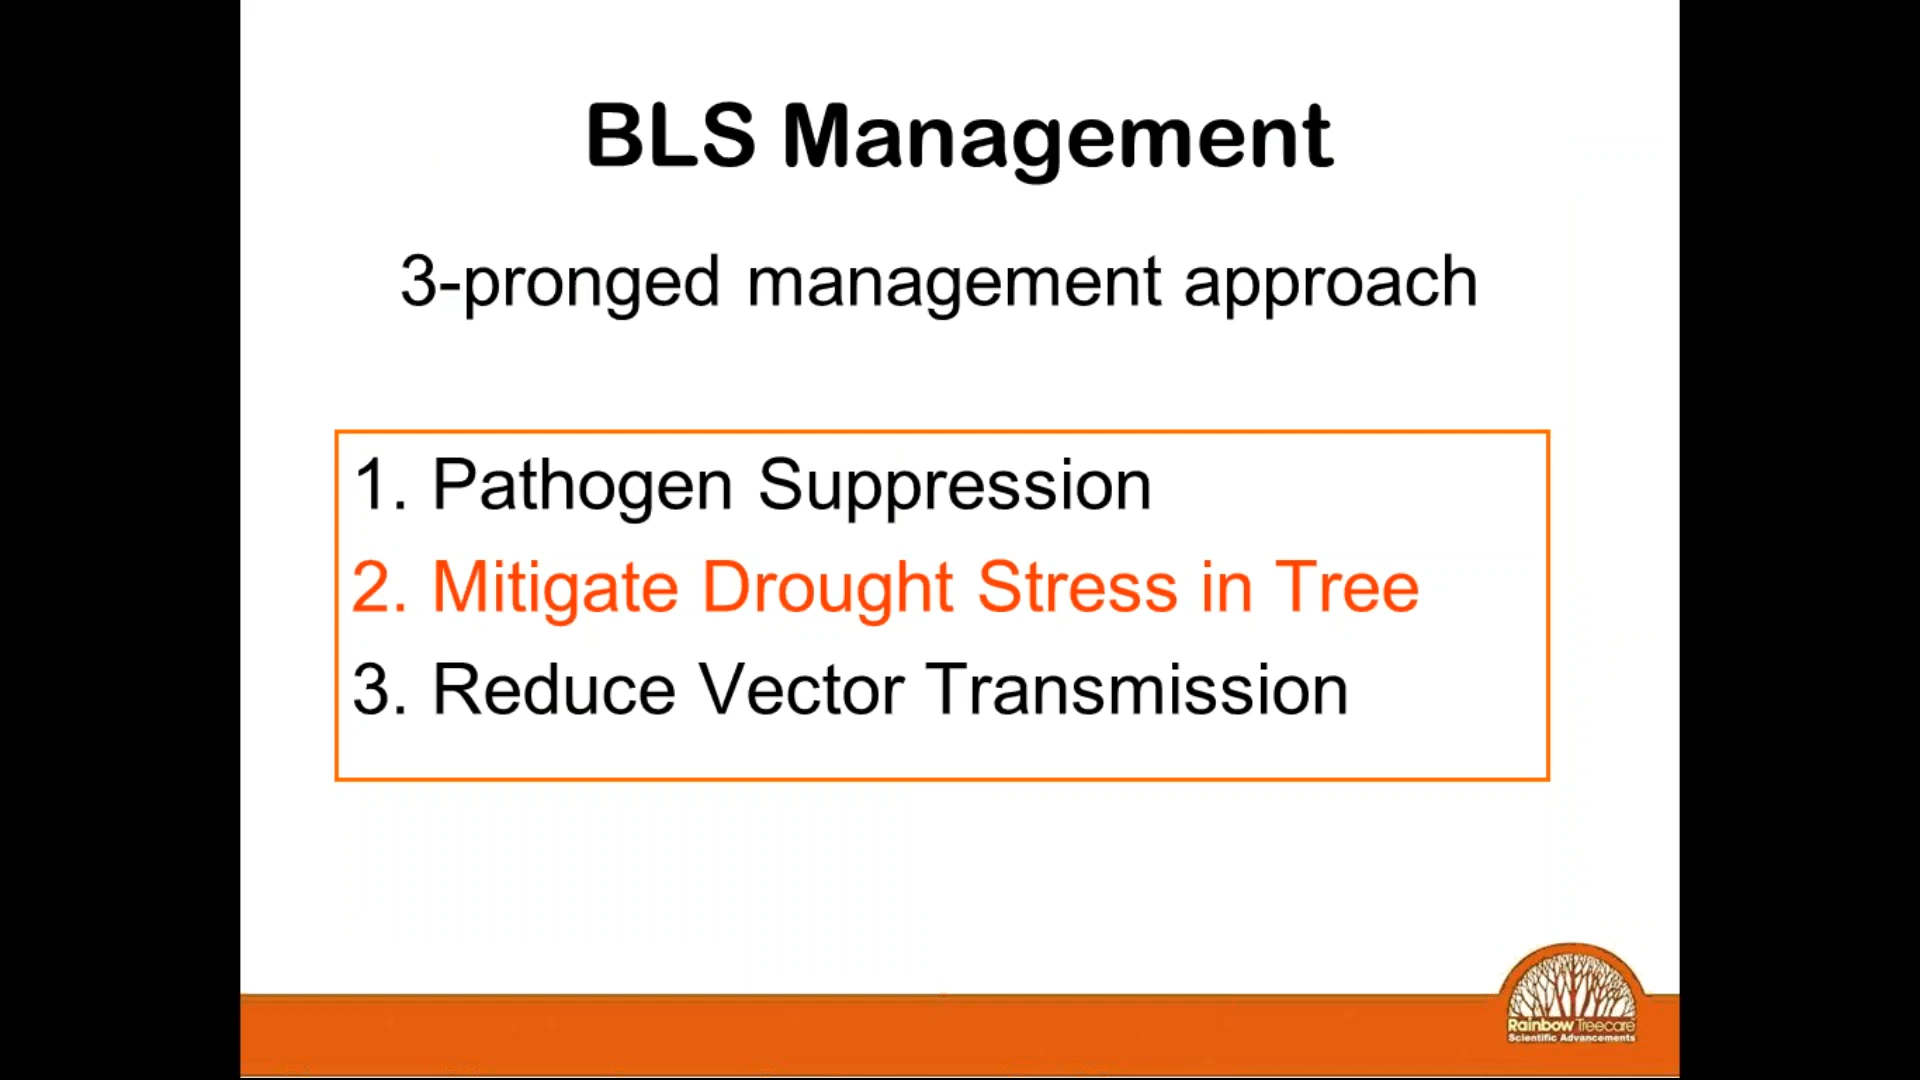 BLS Management
3-pronged management approach
1. Pathogen Suppression
2. Mitigate Drought Stress in Tree
3. Reduce Vector Transmission
Rainbow Treecare
Scientific Advancements